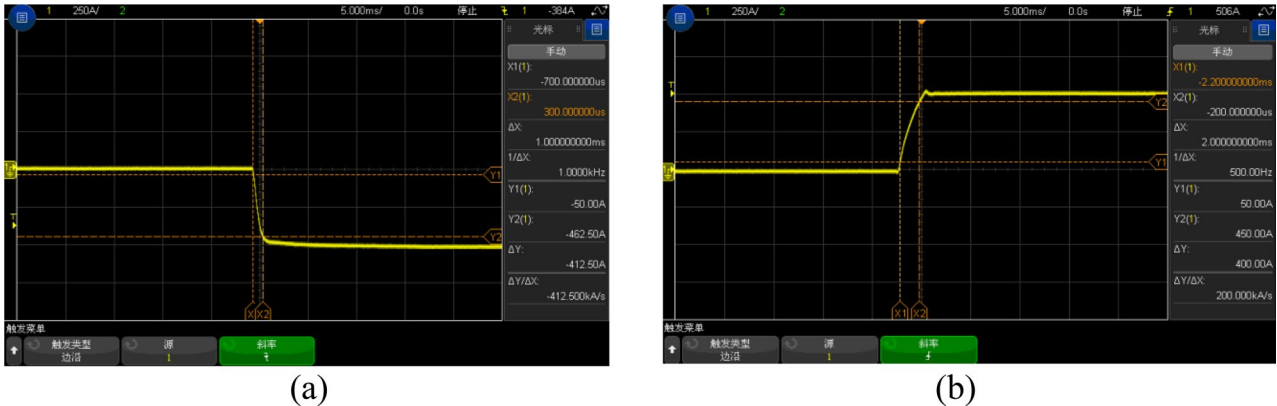 1 250A/ 2 5.000ms/ 0.0s 停止 1 -384A
光标
手动
X1(1):
-700.000000us
X2(1):
300.000000us
ΔX:
1.000000000ms
1/ΔX:
1.0000kHz
Y1(1):
-50.00A
Y2(1):
-462.50A
ΔY:
-412.50A
ΔY/ΔX:
-412.500kA/s
T
Y1
Y2
X
X2
触发菜单
触发类型
边沿
源
1
斜率
(a)
1 250A/ 2 5.000ms/ 0.0s 停止 1 506A
光标
手动
X1(1):
-2.200000000ms
X2(1):
-200.000000us
ΔX:
2.000000000ms
1/ΔX:
500.00Hz
Y1(1):
50.00A
Y2(1):
450.00A
ΔY:
400.00A
ΔY/ΔX:
200.000kA/s
T
Y2
Y1
X1
X2
触发菜单
触发类型
边沿
源
1
斜率
(b)